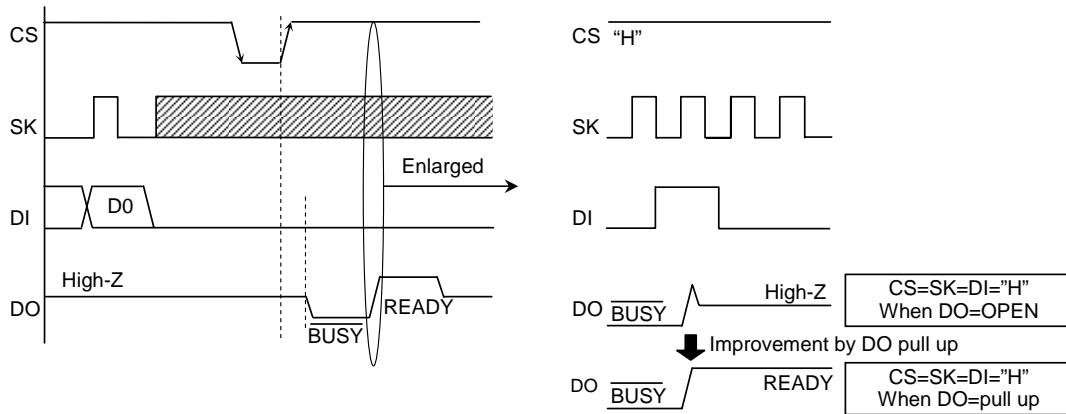 CS
SK
Enlarged
D0
DI
High-Z
DO
READY
BUSY
CS "H"
SK
DI
DO
BUSY
High-Z
CS=SK=DI="H"
When DO=OPEN
Improvement by DO pull up
DO
BUSY
READY
CS=SK=DI="H"
When DO=pull up